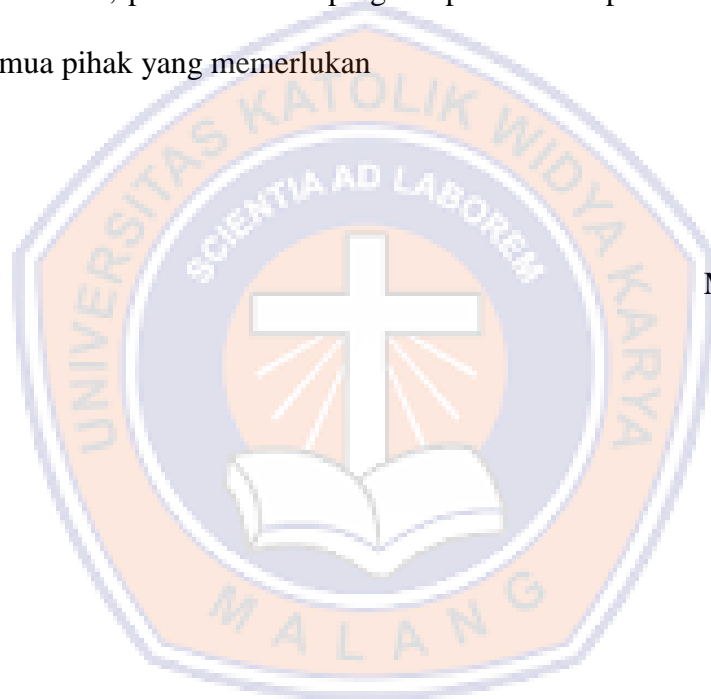 mua pihak yang memerlukan
UNIVERSITAS KATOLIK WIDYA KARYA
SCIENTIA AD LABOREM
MALANG